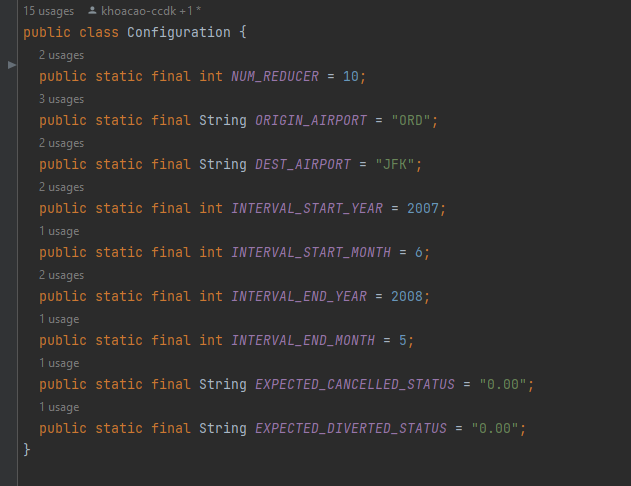 15 usages khoacao-ccdk +1 *
public class Configuration {
2 usages
public static final int NUM_REDUCER = 10;
3 usages
public static final String ORIGIN_AIRPORT = "ORD";
2 usages
public static final String DEST_AIRPORT = "JFK";
2 usages
public static final int INTERVAL_START_YEAR = 2007;
1 usage
public static final int INTERVAL_START_MONTH = 6;
2 usages
public static final int INTERVAL_END_YEAR = 2008;
1 usage
public static final int INTERVAL_END_MONTH = 5;
1 usage
public static final String EXPECTED_CANCELLED_STATUS = "0.00";
1 usage
public static final String EXPECTED_DIVERTED_STATUS = "0.00";
}